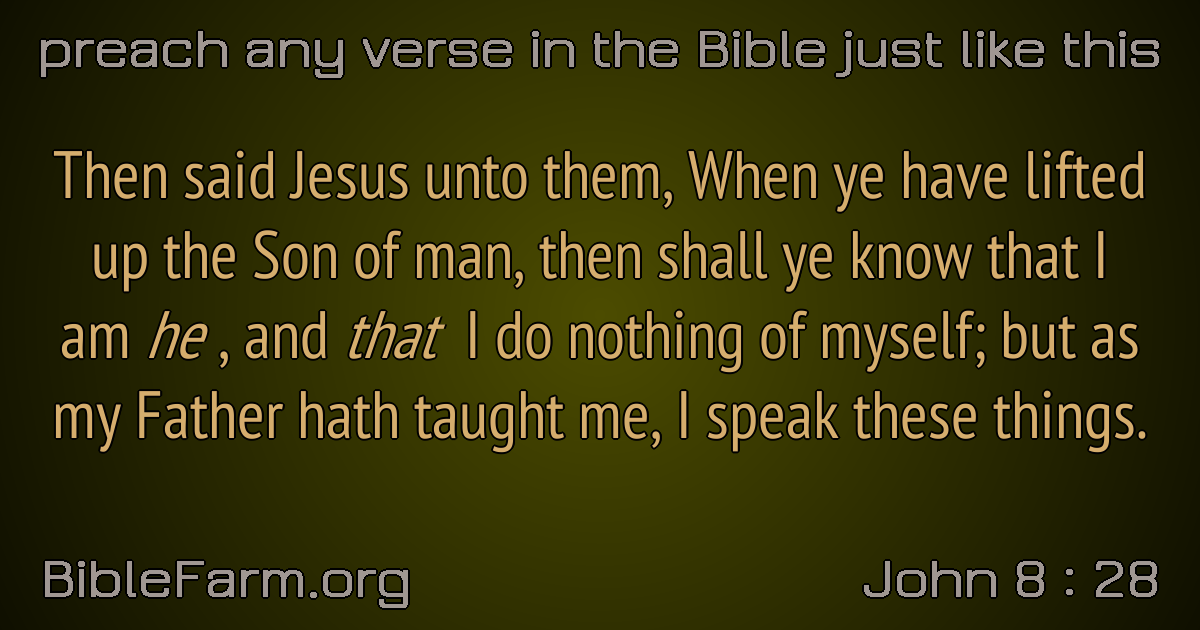 preach any verse in the Bible just like this
Then said Jesus unto them, When ye have lifted
up the Son of man, then shall ye know that I
am he , and that I do nothing of myself; but as
my Father hath taught me, I speak these things.
BibleFarm.org
John 8 : 28